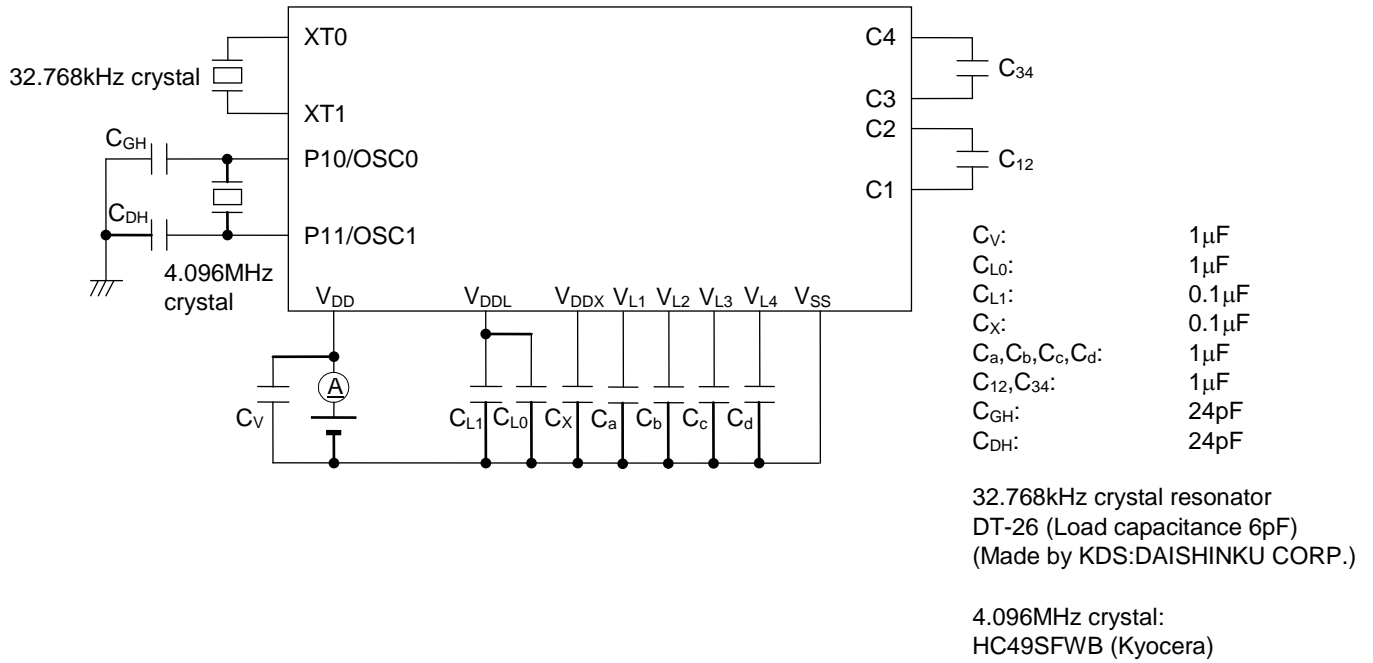 XT0
C4
32.768kHz crystal
C34
XT1
C3
C2
CGH
P10/OSC0
C12
C1
CDH
P11/OSC1
4.096MHz
crystal
VDD
VDDL
VDDX
VL1
VL2
VL3
VL4
VSS
A
CV
CL1
CL0
CX
Ca
Cb
Cc
Cd
CV: 1μF
CL0: 1μF
CL1: 0.1μF
CX: 0.1μF
Ca,Cb,Cc,Cd: 1μF
C12,C34: 1μF
CGH: 24pF
CDH: 24pF
32.768kHz crystal resonator
DT-26 (Load capacitance 6pF)
(Made by KDS:DAISHINKU CORP.)
4.096MHz crystal:
HC49SFWB (Kyocera)